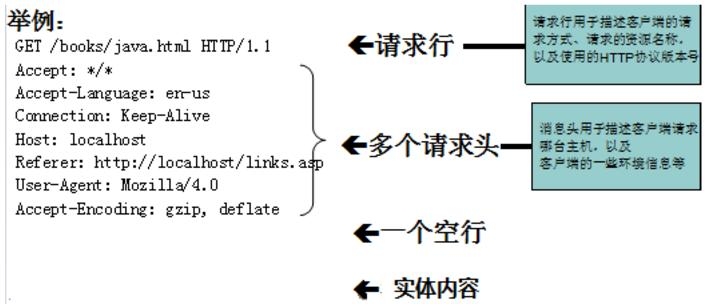 举例：
GET /books/java.html HTTP/1.1
←请求行
请求行用于描述客户端的请
求方式、请求的资源名称，
以及使用的HTTP协议版本号
Accept: */*
Accept-Language: en-us
Connection: Keep-Alive
Host: localhost
Referer: http://localhost/links.asp
User-Agent: Mozilla/4.0
Accept-Encoding: gzip, deflate
←多个请求头
消息头用于描述客户端请求
哪台主机，以及
客户端的一些环境信息等
←一个空行
← 实体内容